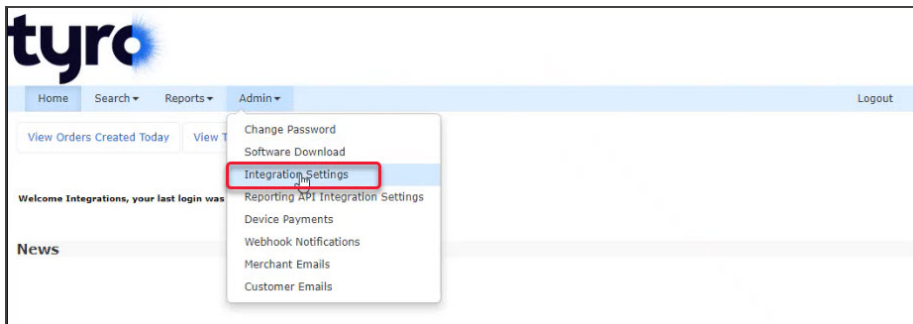 tyro
Home Search Reports Admin Logout
View Orders Created Today View T
Change Password
Software Download
Integration Settings
Welcome Integrations, your last login was
Reporting API Integration Settings
Device Payments
Webhook Notifications
News
Merchant Emails
Customer Emails